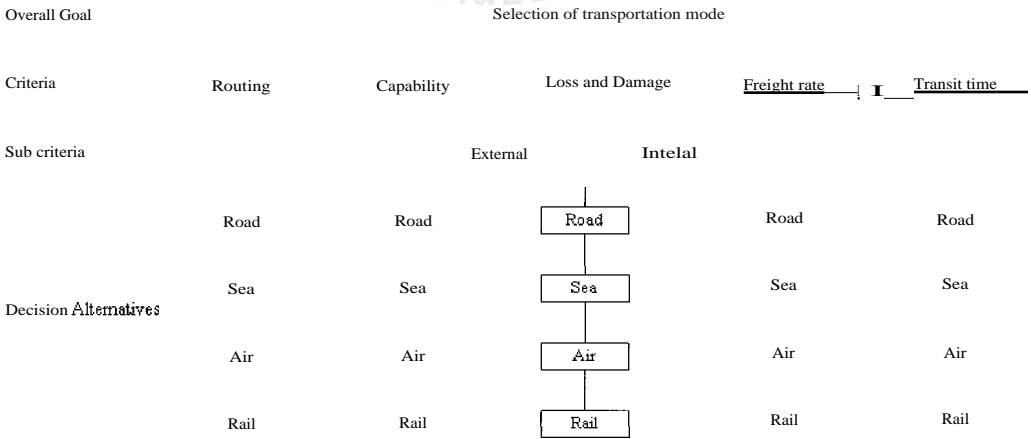 Overall Goal Selection of transportation mode
Criteria Routing Capability Loss and Damage Freight rate I Transit time
Sub criteria External Intelal
Road Road Road Road Road
Sea Sea Sea Sea Sea
Decision Alternatives
Air Air Air Air Air
Rail Rail Rail Rail Rail